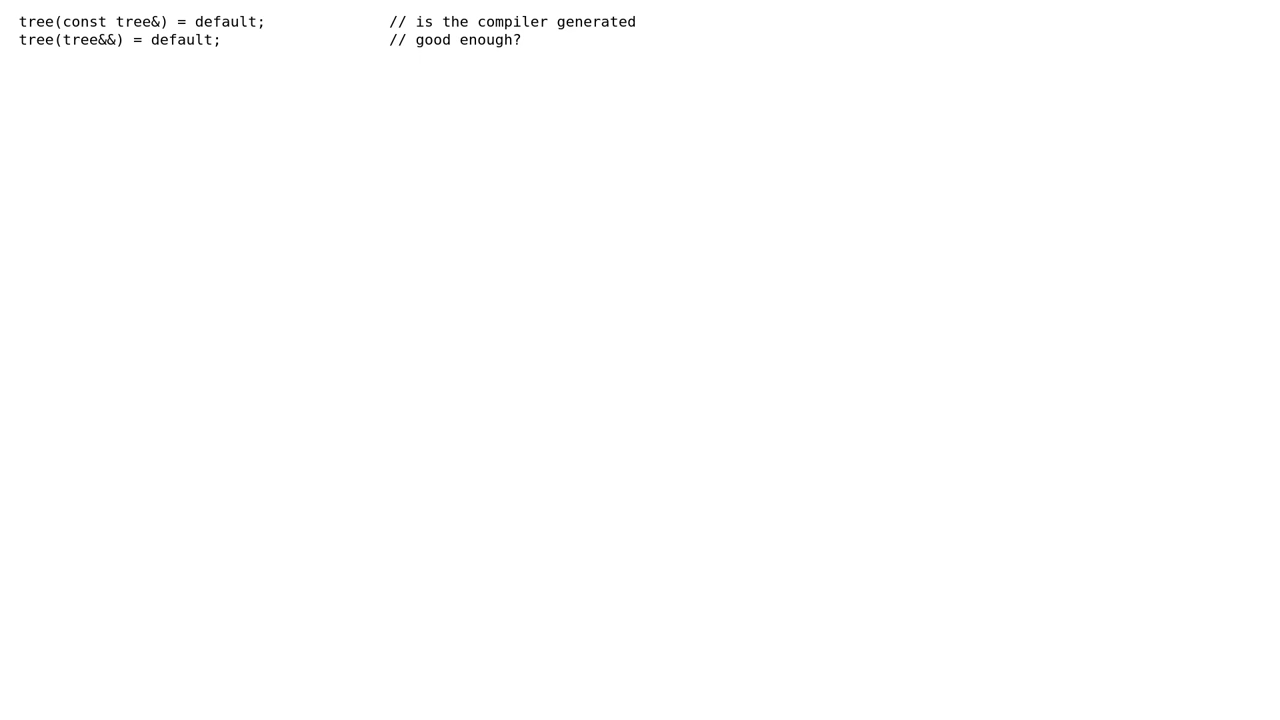 tree(const tree&) = default; // is the compiler generated
tree(tree&&) = default; // good enough?